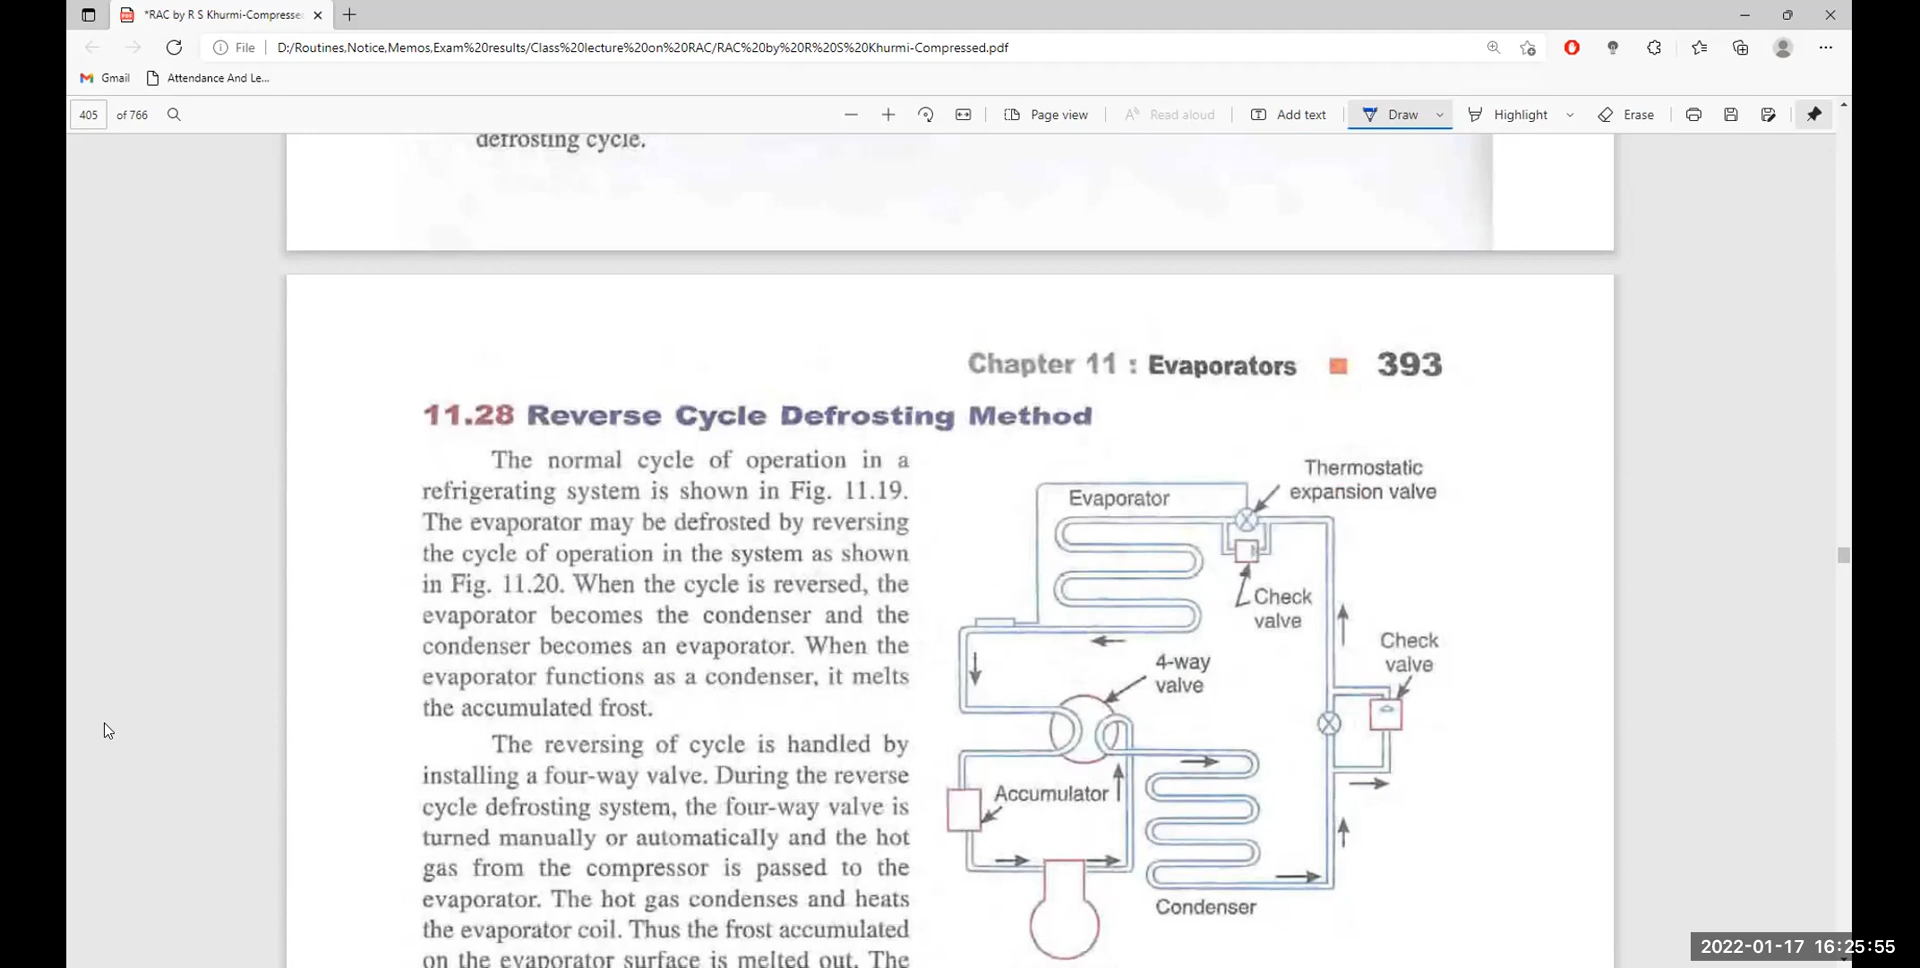 *RAC by R S Khurmi-Compressed
File
D:/Routines,Notice,Memos,Exam%20results/Class%20lecture%20on%20RAC/RAC%20by%20R%20S%20Khurmi-Compressed.pdf
Gmail
Attendance And Le...
405 of 766
Page view
Read aloud
Add text
Draw
Highlight
Erase
defrosting cycle.
Chapter 11 : Evaporators 393
11.28 Reverse Cycle Defrosting Method
The normal cycle of operation in a
refrigerating system is shown in Fig. 11.19.
The evaporator may be defrosted by reversing
the cycle of operation in the system as shown
in Fig. 11.20. When the cycle is reversed, the
evaporator becomes the condenser and the
condenser becomes an evaporator. When the
evaporator functions as a condenser, it melts
the accumulated frost.
The reversing of cycle is handled by
installing a four-way valve. During the reverse
cycle defrosting system, the four-way valve is
turned manually or automatically and the hot
gas from the compressor is passed to the
evaporator. The hot gas condenses and heats
the evaporator coil. Thus the frost accumulated
on the evaporator surface is melted out. The
Thermostatic
expansion valve
Evaporator
Check
valve
Check
valve
4-way
valve
Accumulator
Condenser
2022-01-17 16:25:55